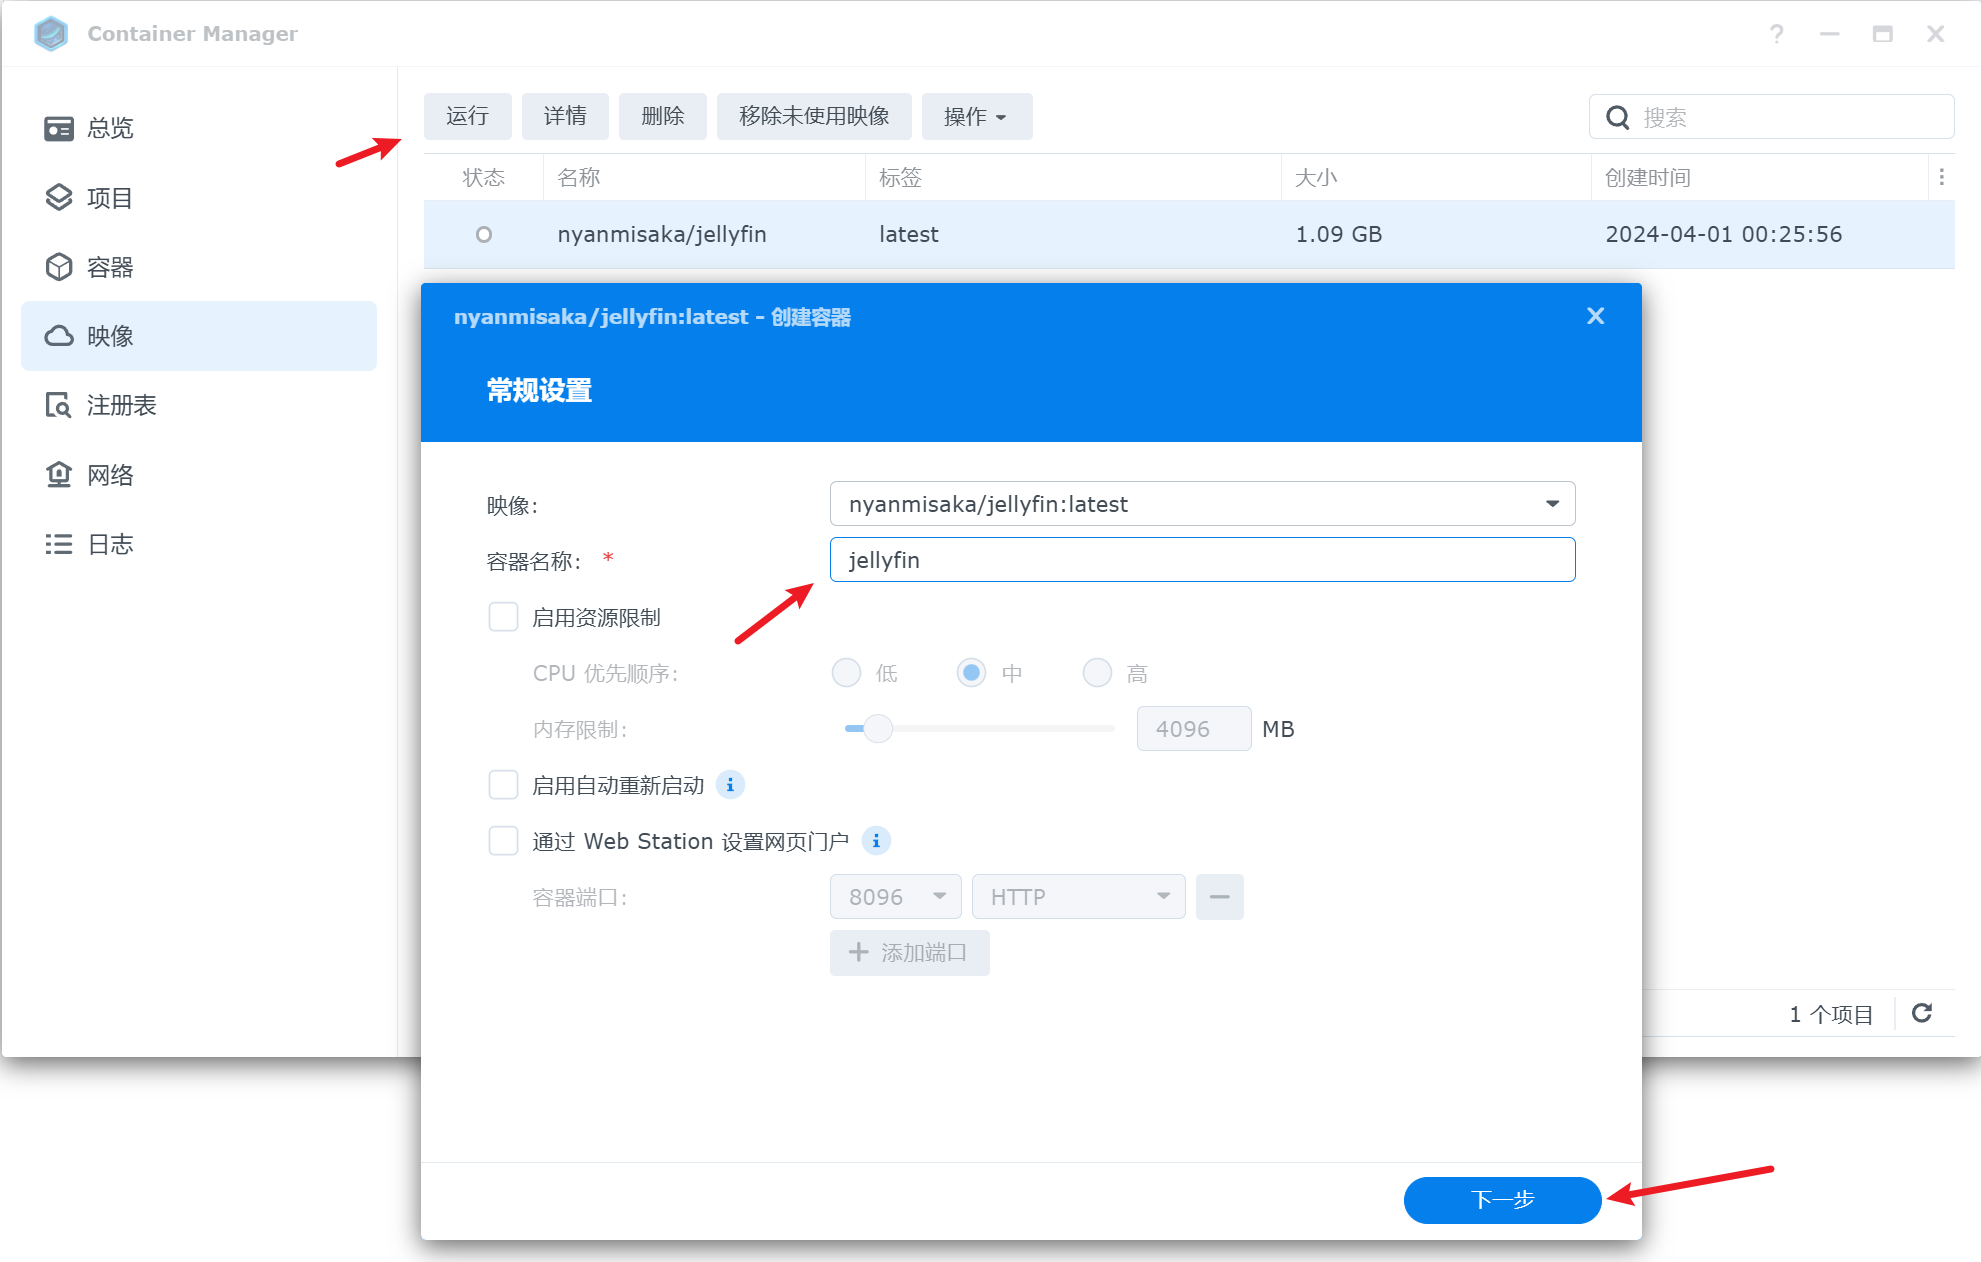 Container Manager
总览
项目
容器
映像
注册表
网络
日志
运行 详情 删除 移除未使用映像 操作 搜索
状态 名称 标签 大小 创建时间
nyanmisaka/jellyfin latest 1.09 GB 2024-04-01 00:25:56
nyanmisaka/jellyfin:latest - 创建容器
常规设置
映像: nyanmisaka/jellyfin:latest
容器名称: * jellyfin
启用资源限制
CPU 优先顺序: 低 中 高
内存限制: 4096 MB
启用自动重新启动
通过 Web Station 设置网页门户
容器端口: 8096 HTTP
添加端口
1 个项目
下一步